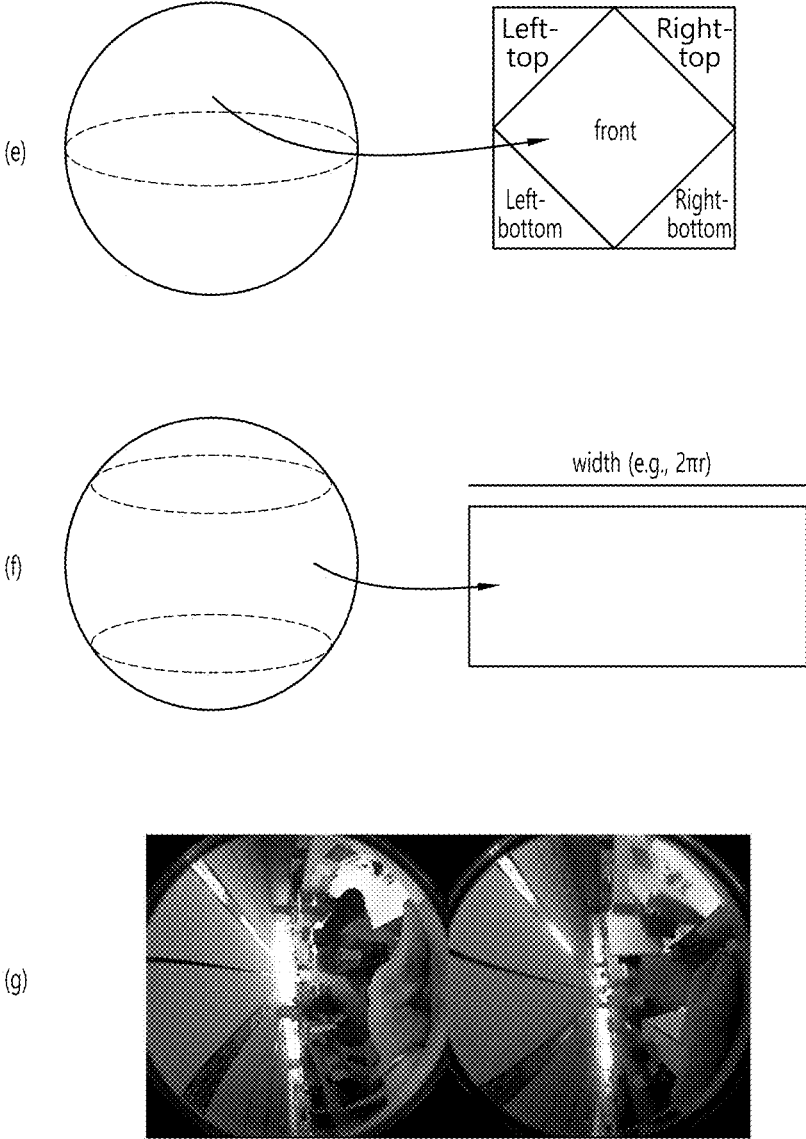 (e)
Left-
top
Right-
top
front
Left-
bottom
Right-
bottom
(f)
width (e.g., 2πr)
(g)